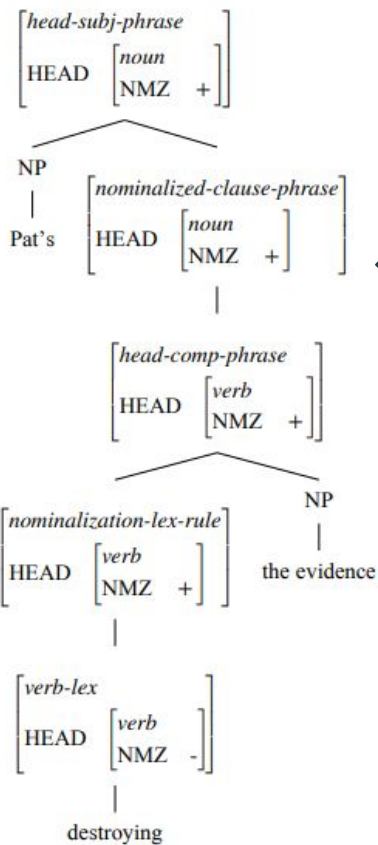 head-subj-phrase
HEAD noun
NMZ +
NP
Pat's
nominalized-clause-phrase
HEAD noun
NMZ +
head-comp-phrase
HEAD verb
NMZ +
nominalization-lex-rule
HEAD verb
NMZ +
NP
the evidence
verb-lex
HEAD verb
NMZ -
destroying